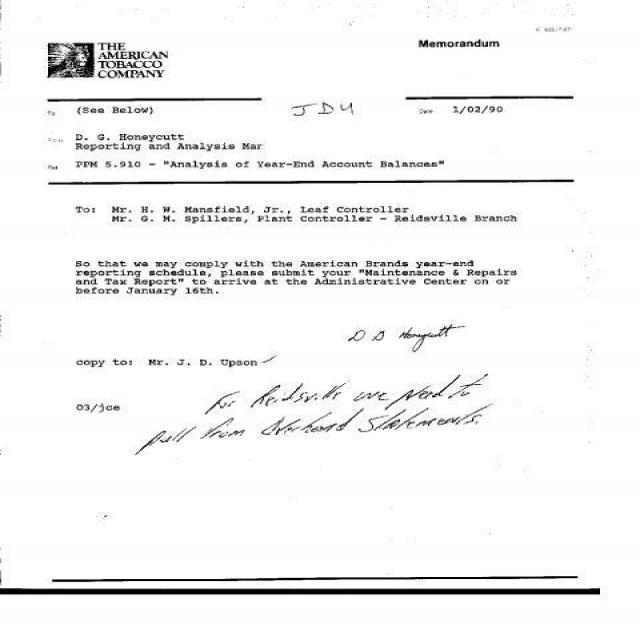 THE
AMERICAN
TOBACCO
COMPANY
Memorandum
To (See Below)
JDU
Date 1/02/90
From D. G. Honeycutt
Reporting and Analysis Mgr
PPM 5.910 - "Analysis of Year-End Account Balances"
To: Mr. H. W. Mansfield, Jr., Leaf Controller
Mr. G. M. Spillers, Plant Controller - Reidsville Branch
So that we may comply with the American Brands year-end
reporting schedule, please submit your "Maintenance & Repairs
and Tax Report" to arrive at the Administrative Center on or
before January 16th.
D G Honeycutt
copy to: Mr. J. D. Upson
For Reidsville we need to
03/jce
pull from Overhead Statements.